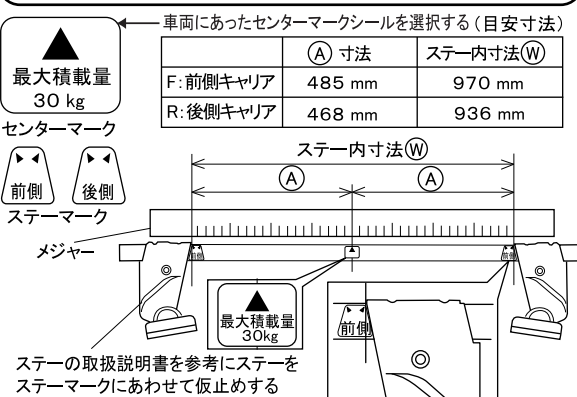 車両にあったセンターマークシールを選択する(目安寸法)
最大積載量
30 kg
センターマーク
Ⓐ 寸法 ステー内寸法Ⓦ
F:前側キャリア 485 mm 970 mm
R:後側キャリア 468 mm 936 mm
前側 後側
ステーマーク
ステー内寸法Ⓦ
Ⓐ Ⓐ
メジャー
前側 前側
最大積載量
30kg
前側
ステーの取扱説明書を参考にステーを
ステーマークにあわせて仮止めする